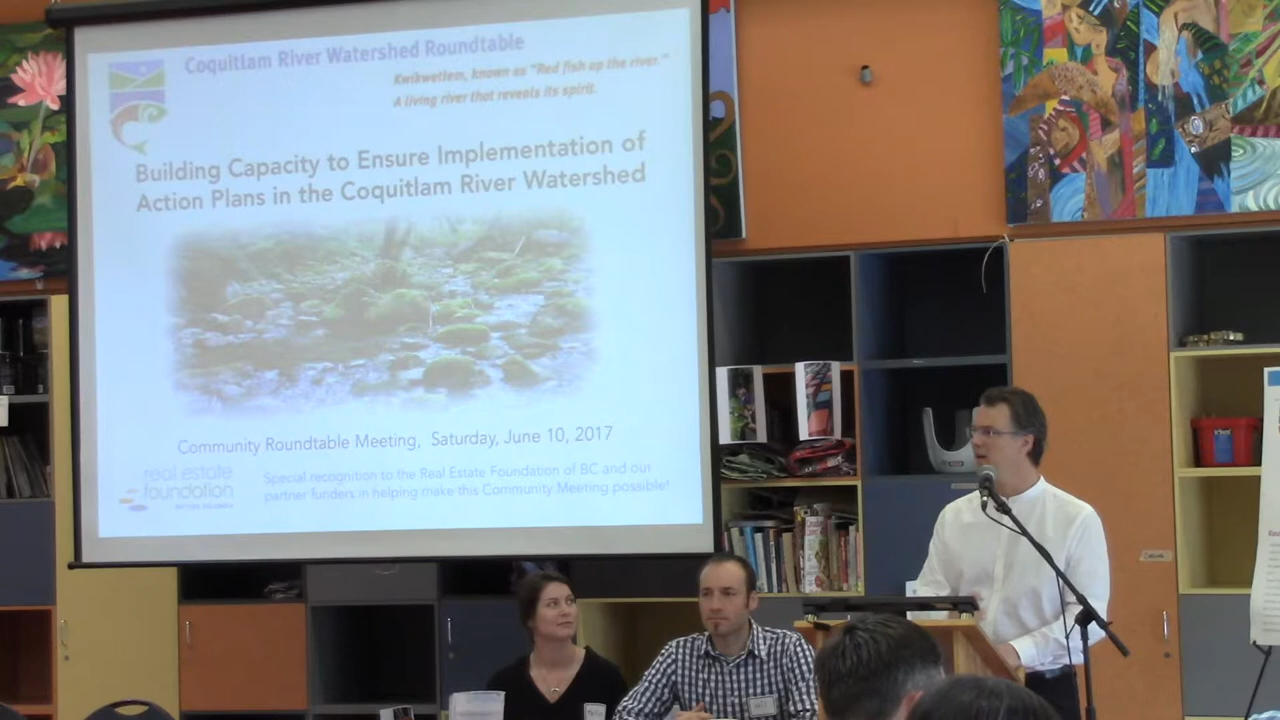 Coquitlam River Watershed Roundtable
Kwikwetlem, known as "Red fish up the river."
A living river that reveals its spirit.
Building Capacity to Ensure Implementation of
Action Plans in the Coquitlam River Watershed
Community Roundtable Meeting, Saturday, June 10, 2017
real estate
foundation
Special recognition to the Real Estate Foundation of BC and our
partner funders in helping make this Community Meeting possible!